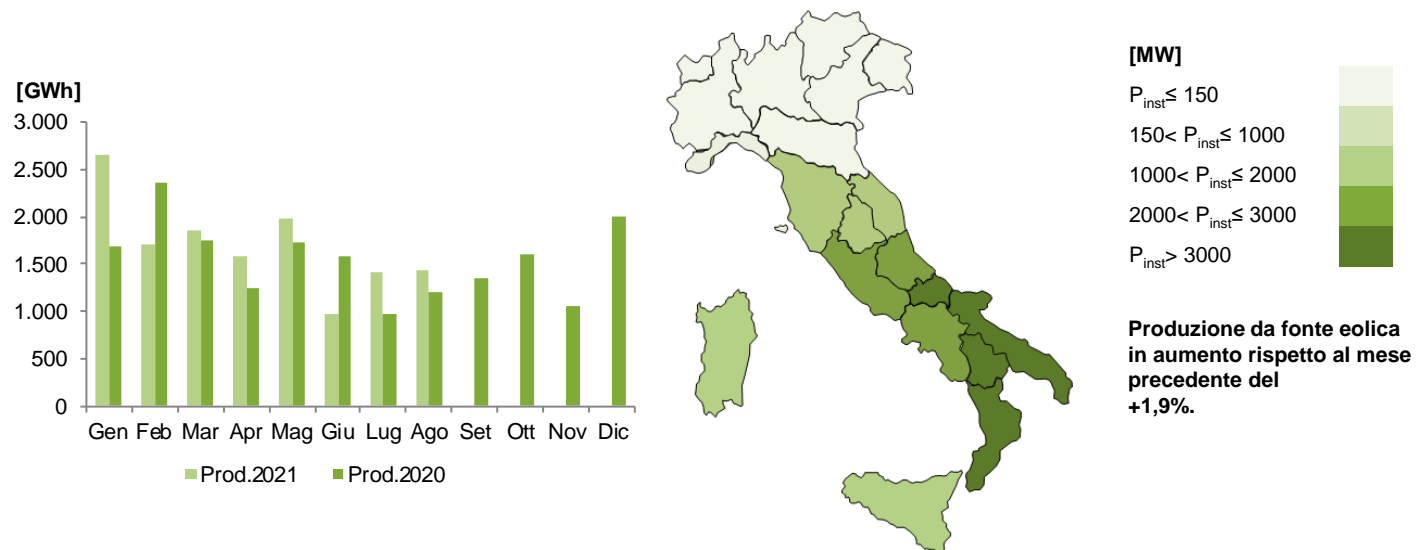 [GWh]
3.000
2.500
2.000
1.500
1.000
500
0
Gen Feb Mar Apr Mag Giu Lug Ago Set Ott Nov Dic
Prod.2021 Prod.2020
[MW]
Pinst≤ 150
150< Pinst≤ 1000
1000< Pinst≤ 2000
2000< Pinst≤ 3000
Pinst> 3000
Produzione da fonte eolica
in aumento rispetto al mese
precedente del
+1,9%.